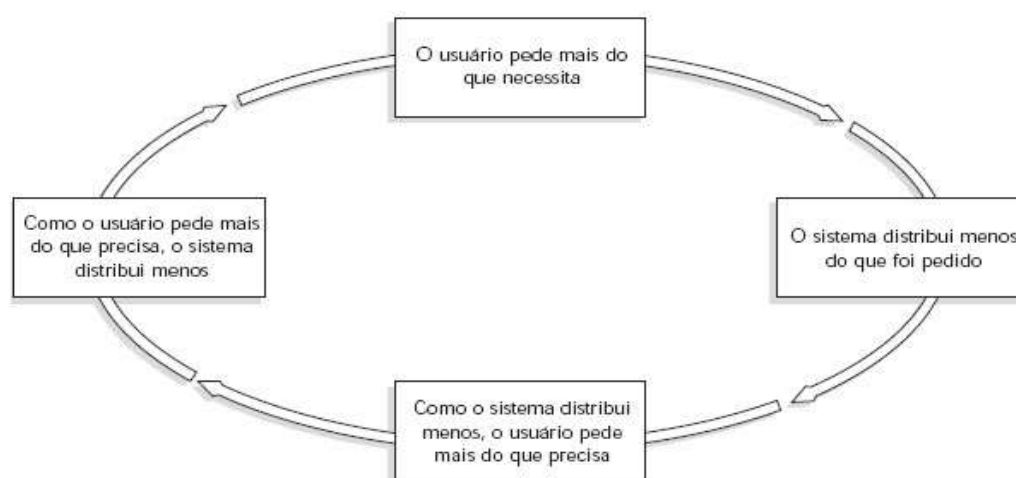 O usuário pede mais do
que necessita
Como o usuário pede mais
do que precisa, o sistema
distribui menos
O sistema distribui menos
do que foi pedido
Como o sistema distribui
menos, o usuário pede
mais do que precisa